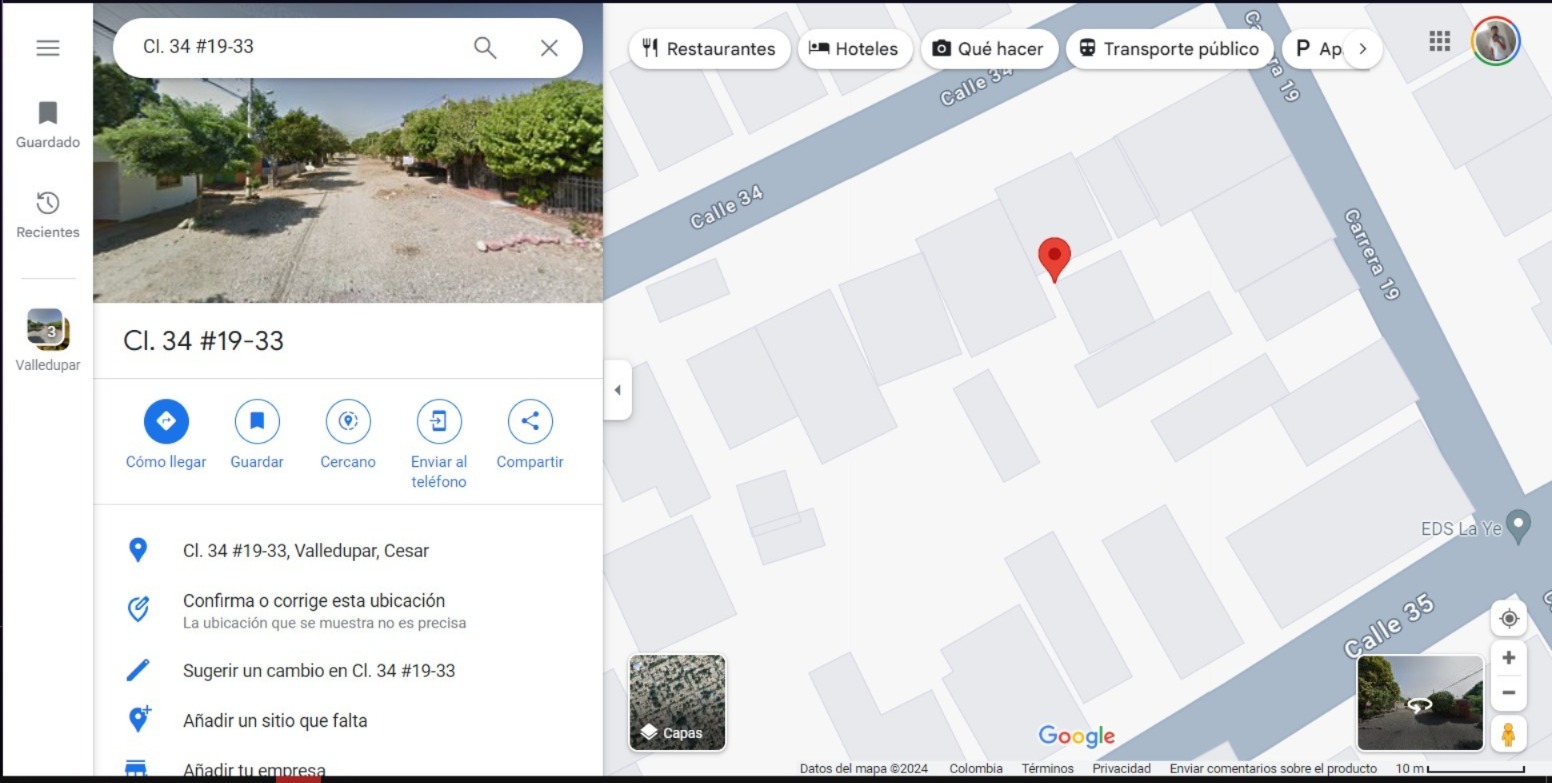 Cl. 34 #19-33
Guardado
Recientes
3
Valledupar
Cl. 34 #19-33
Cómo llegar
Guardar
Cercano
Enviar al
teléfono
Compartir
Cl. 34 #19-33, Valledupar, Cesar
Confirma o corrige esta ubicación
La ubicación que se muestra no es precisa
Sugerir un cambio en Cl. 34 #19-33
Añadir un sitio que falta
Añadir tu empresa
Restaurantes
Hoteles
Qué hacer
Transporte público
P Ap
Calle 34
Calle 34
Carrera 19
Carrera 19
EDS La Ye
Calle 35
Capas
Google
Datos del mapa ©2024
Colombia
Términos
Privacidad
Enviar comentarios sobre el producto
10 m